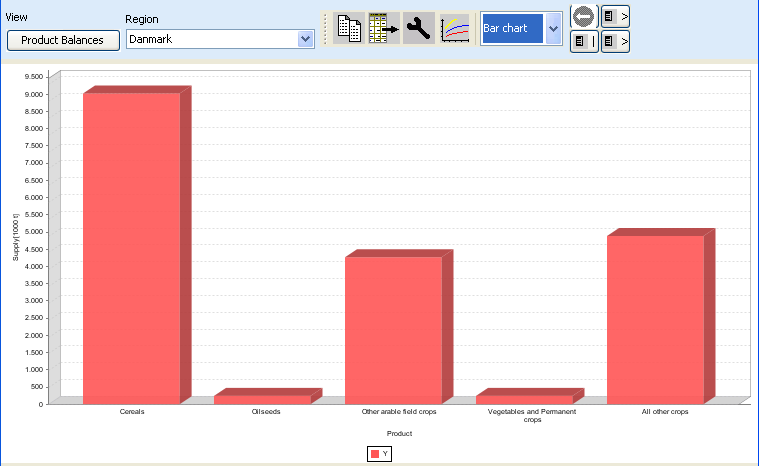 View
Region
Product Balances
Denmark
Bar chart
>
>
9.500
9.000
8.500
8.000
7.500
7.000
6.500
6.000
5.500
5.000
4.500
4.000
3.500
3.000
2.500
2.000
1.500
1.000
500
0
Supply[1000 t]
Cereals
Oilseeds
Other arable field crops
Vegetables and Permanent
crops
All other crops
Product
Y